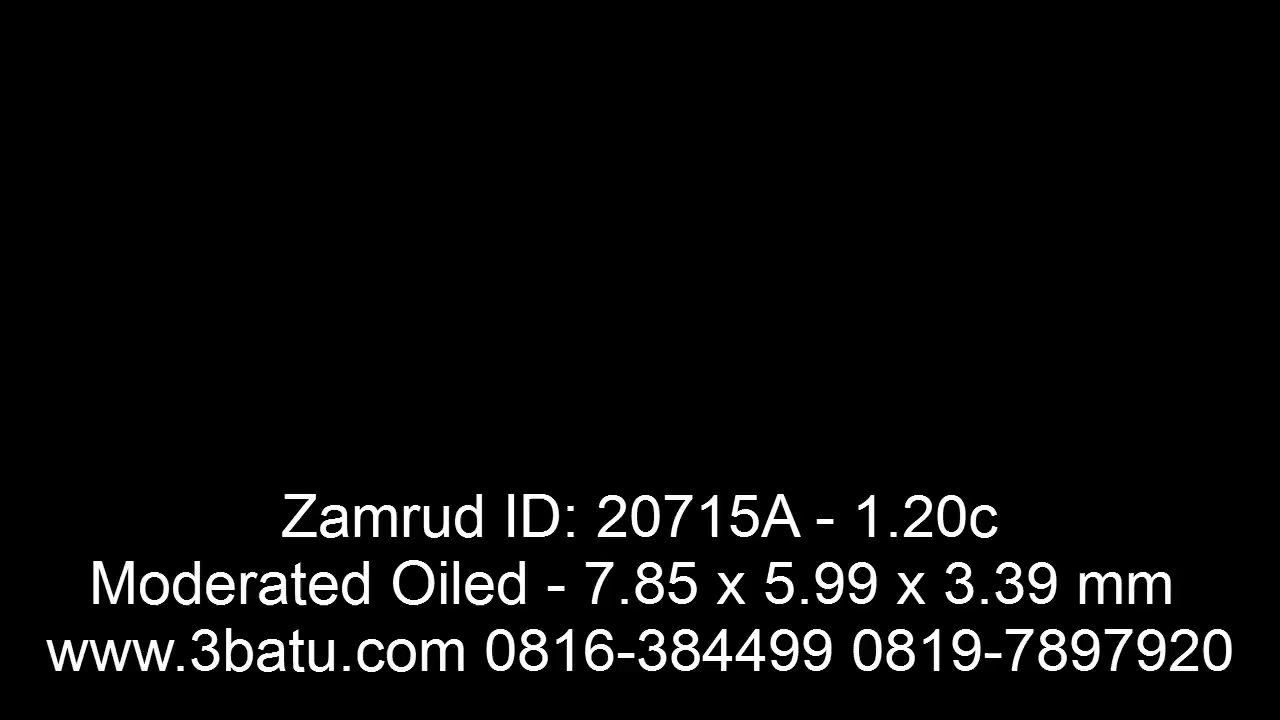 Zamrud ID: 20715A - 1.20c
Moderated Oiled - 7.85 x 5.99 x 3.39 mm
www.3batu.com 0816-384499 0819-7897920